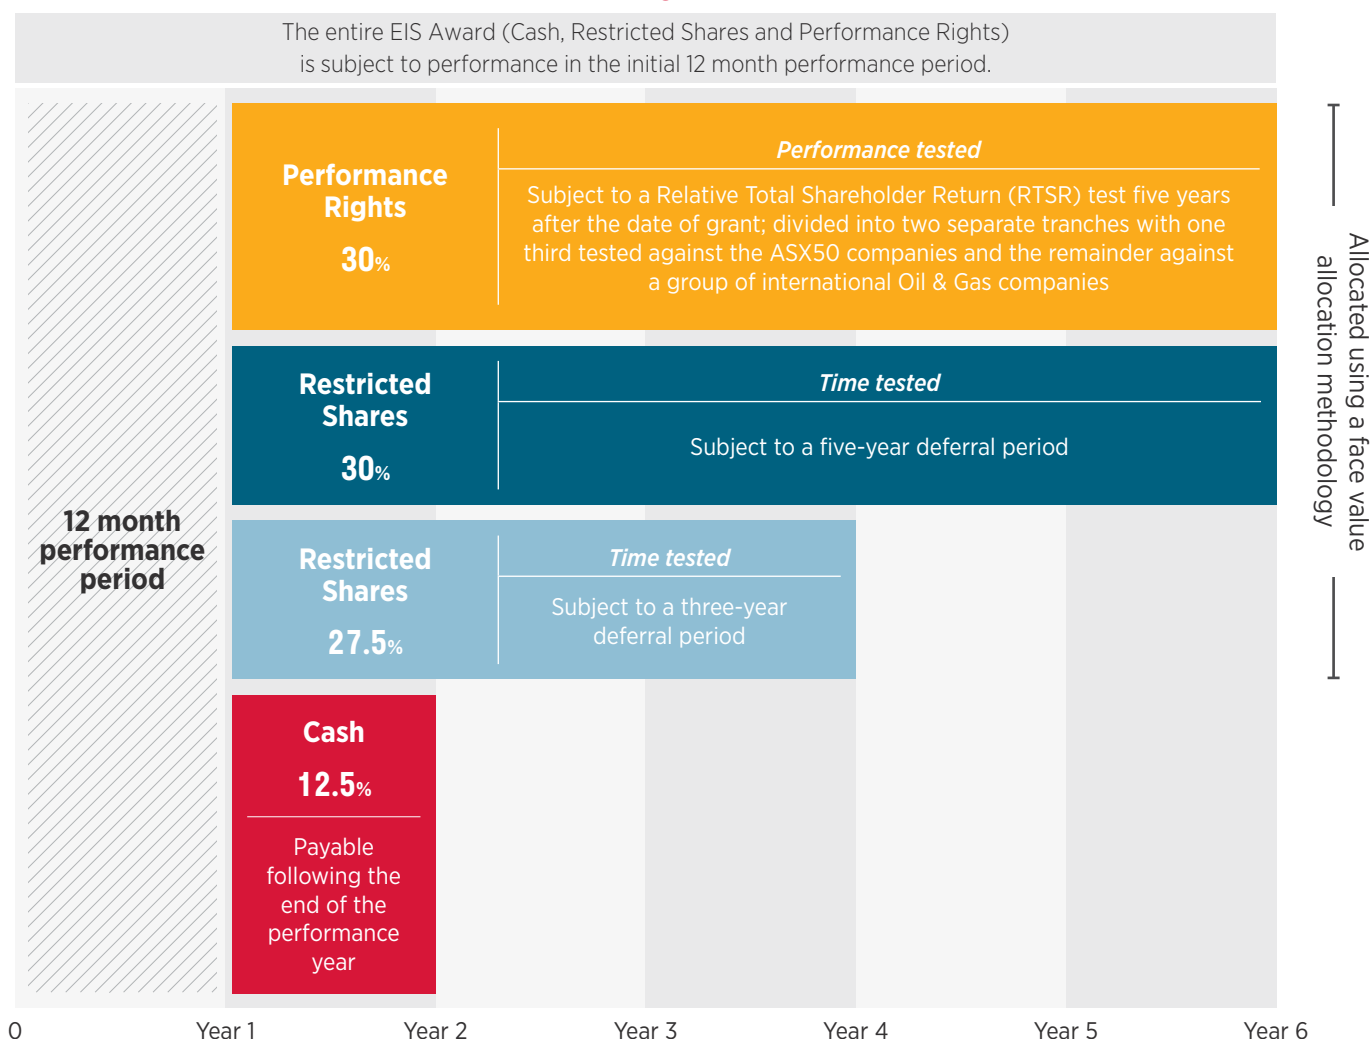 The entire EIS Award (Cash, Restricted Shares and Performance Rights)
is subject to performance in the initial 12 month performance period.
12 month
performance
period
Performance
Rights
30%
Performance tested
Subject to a Relative Total Shareholder Return (RTSR) test five years
after the date of grant; divided into two separate tranches with one
third tested against the ASX50 companies and the remainder against
a group of international Oil & Gas companies
Restricted
Shares
30%
Time tested
Subject to a five-year deferral period
Restricted
Shares
27.5%
Time tested
Subject to a three-year
deferral period
Cash
12.5%
Payable
following the
end of the
performance
year
Allocated using a face value
allocation methodology
0
Year 1
Year 2
Year 3
Year 4
Year 5
Year 6